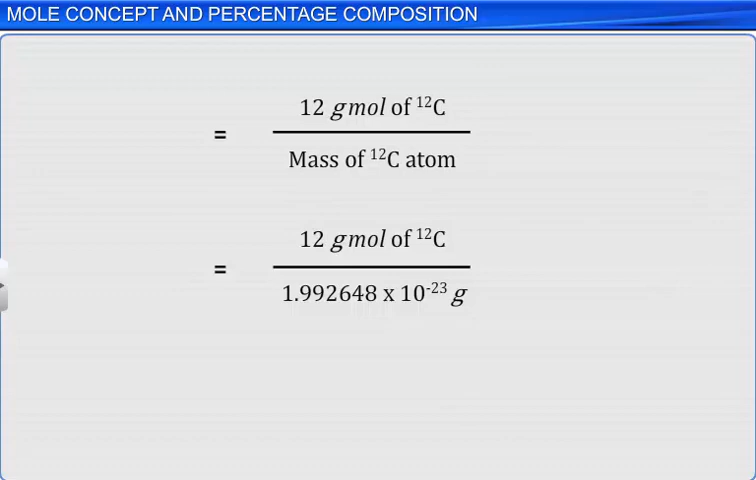 MOLE CONCEPT AND PERCENTAGE COMPOSITION
12 gmol of ¹²C
=
Mass of ¹²C atom
12 gmol of ¹²C
=
1.992648 x 10⁻²³ g